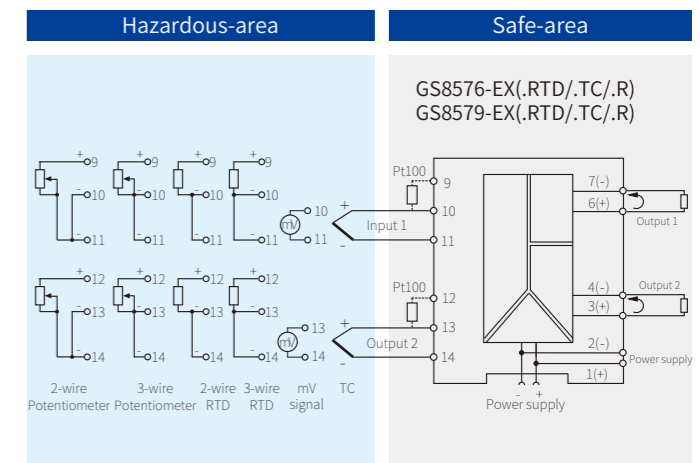 Hazardous-area
Safe-area
GS8576-EX(.RTD/.TC/.R)
GS8579-EX(.RTD/.TC/.R)
+ 9 + 9 + 9 + 9
- 10 - 10 - 10 - 10
11 11 11 11
mV
10
11
+
-
Input 1
Pt100
9
10
11
7(-)
6(+)
Output 1
+ 12 + 12 + 12 + 12
- 13 - 13 - 13 - 13
14 14 14 14
mV
13
14
+
-
Output 2
Pt100
12
13
14
4(-)
3(+)
Output 2
2(-)
1(+)
Power supply
- +
Power supply
2-wire
Potentiometer
3-wire
Potentiometer
2-wire
RTD
3-wire
RTD
mV
signal
TC